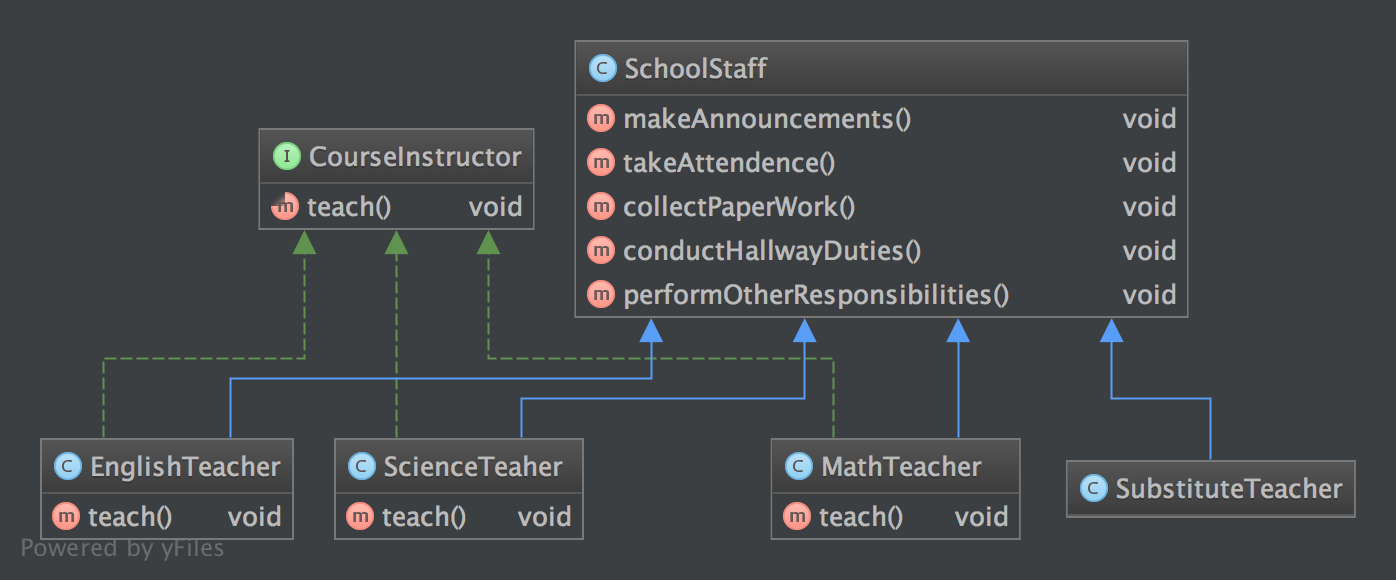 C SchoolStaff
m makeAnnouncements() void
m takeAttendence() void
m collectPaperWork() void
m conductHallwayDuties() void
m performOtherResponsibilities() void
I CourseInstructor
m teach() void
C EnglishTeacher
m teach() void
C ScienceTeaher
m teach() void
C MathTeacher
m teach() void
C SubstituteTeacher
Powered by yFiles